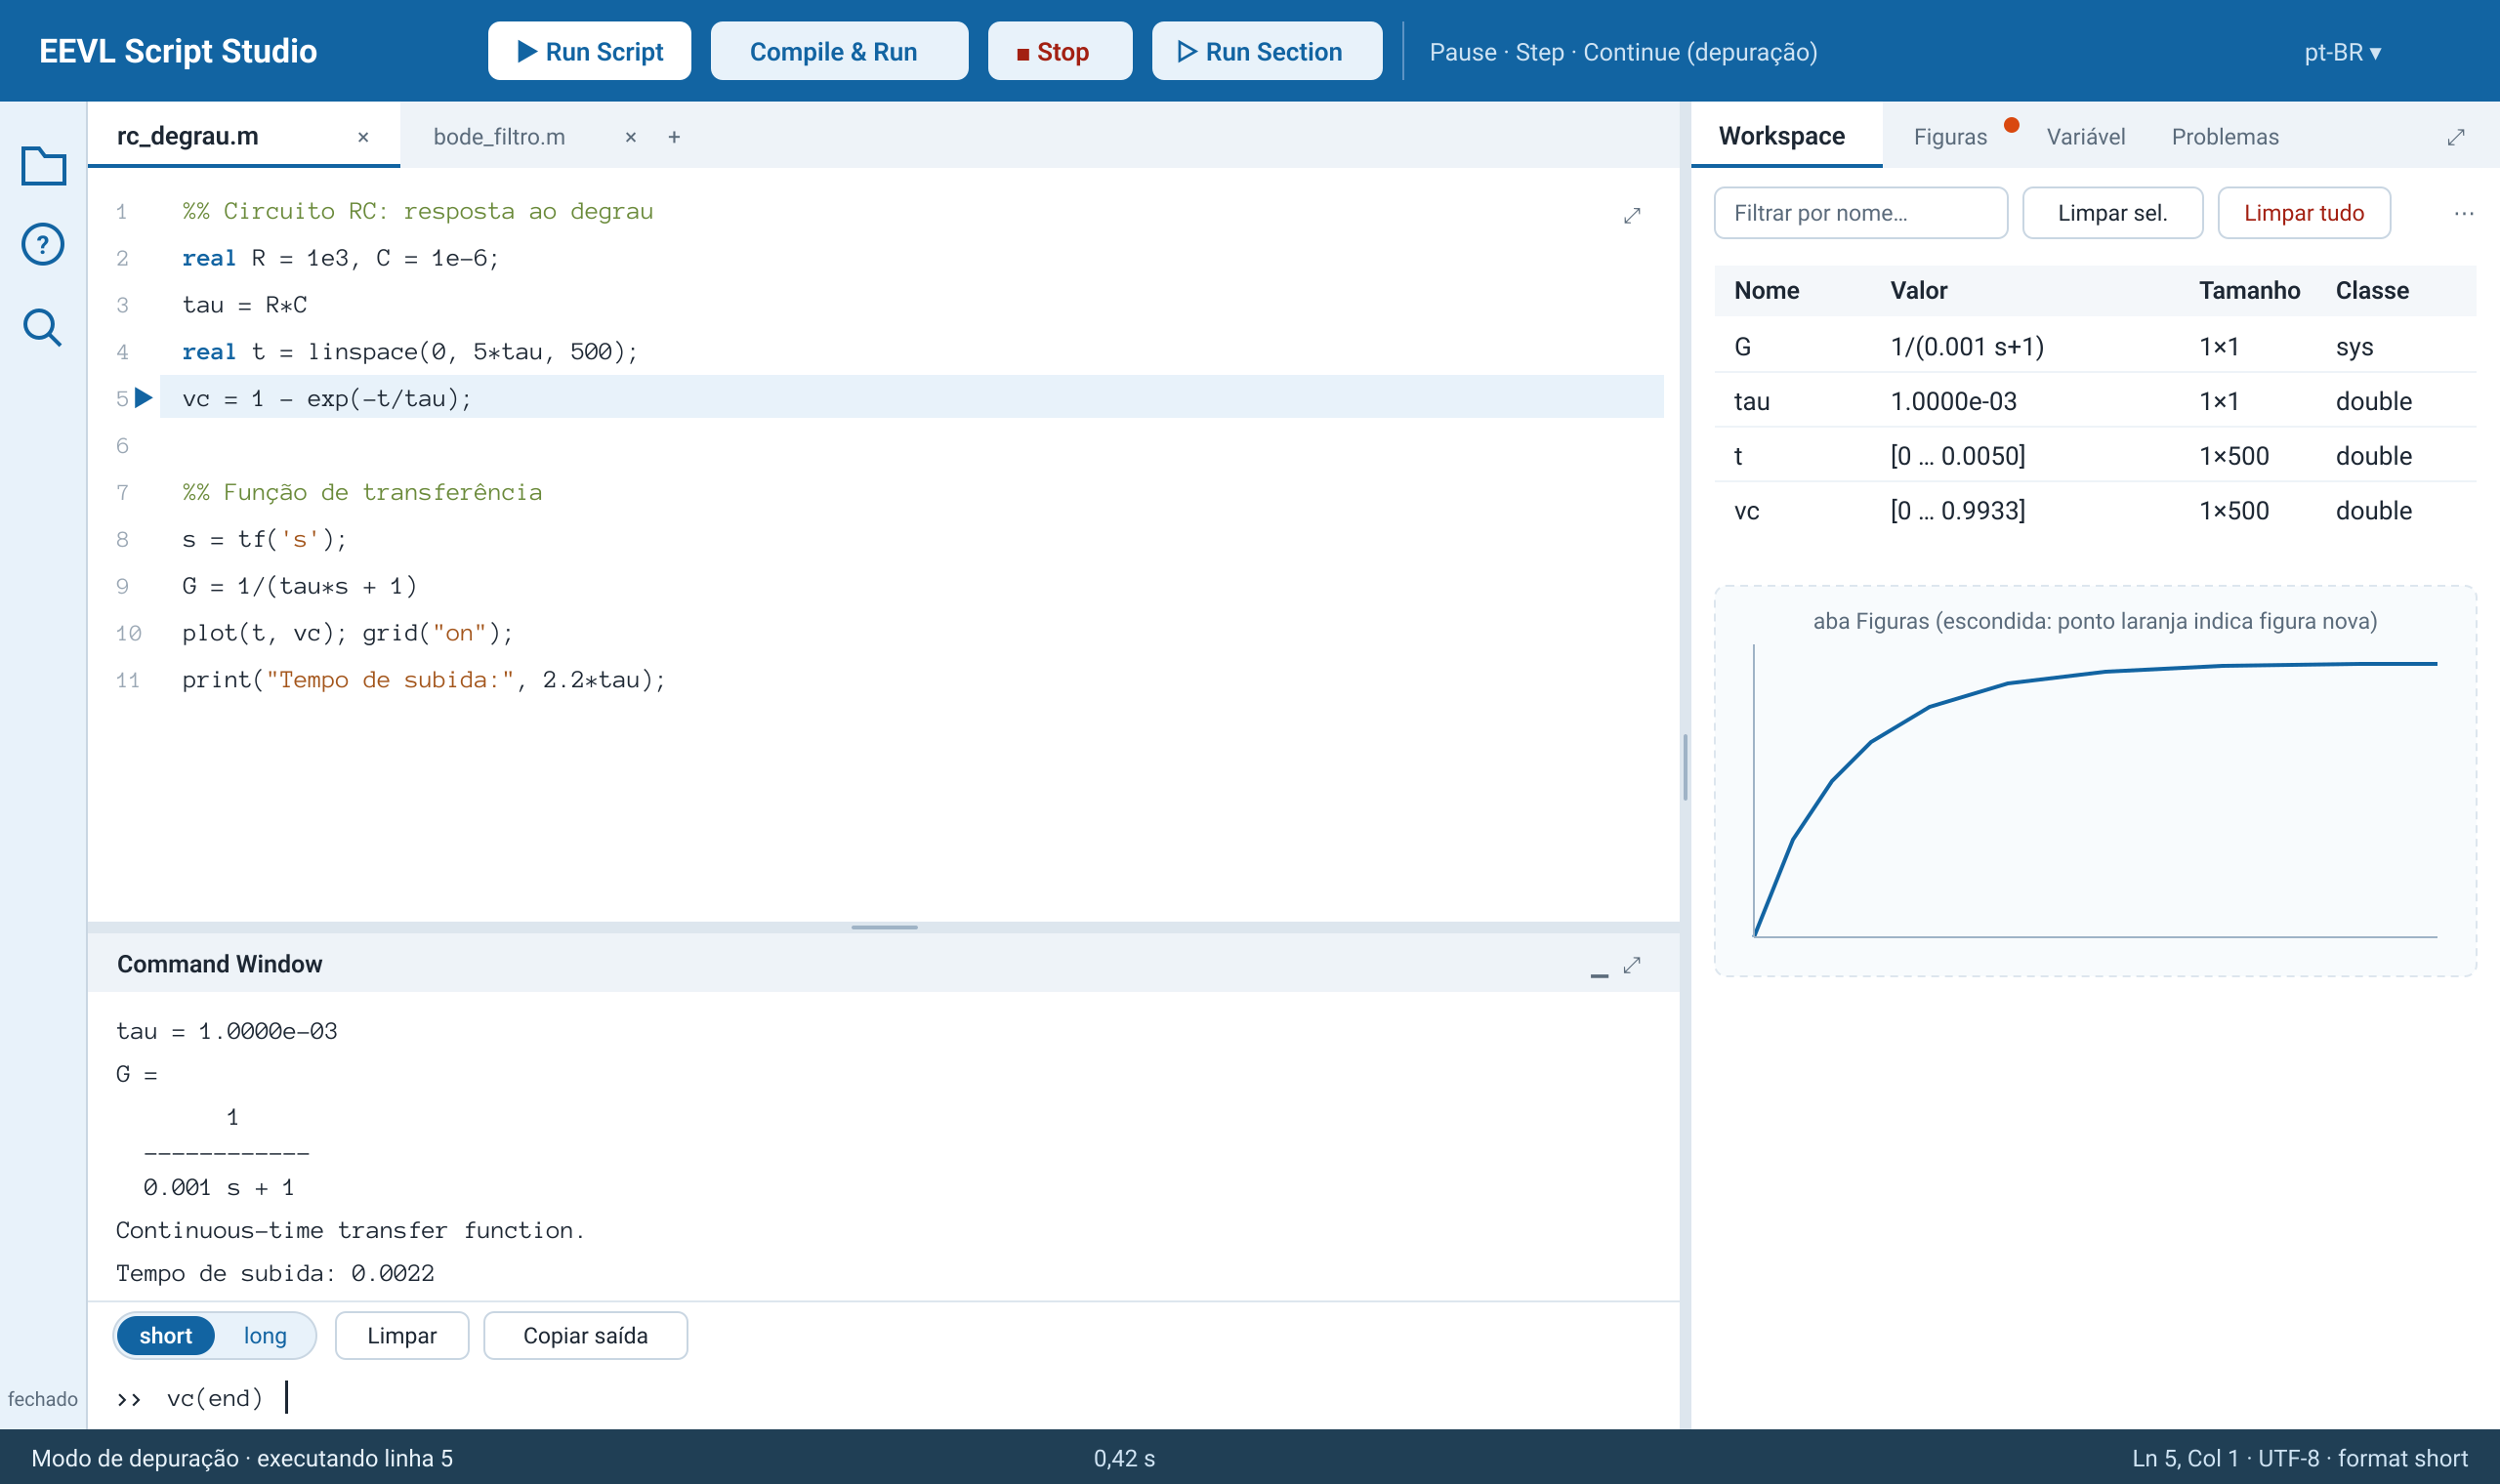 EEVL Script Studio
▶ Run Script
Compile & Run
■ Stop
▷ Run Section
Pause · Step · Continue (depuração)
pt-BR ▾
rc_degrau.m ×
bode_filtro.m × +
1 %% Circuito RC: resposta ao degrau
2 real R = 1e3, C = 1e-6;
3 tau = R*C
4 real t = linspace(0, 5*tau, 500);
5 vc = 1 - exp(-t/tau);
6
7 %% Função de transferência
8 s = tf('s');
9 G = 1/(tau*s + 1)
10 plot(t, vc); grid("on");
11 print("Tempo de subida:", 2.2*tau);
Command Window
tau = 1.0000e-03
G =
1
------------
0.001 s + 1
Continuous-time transfer function.
Tempo de subida: 0.0022
short long Limpar Copiar saída
>> vc(end)
fechado
Workspace Figuras Variável Problemas
Filtrar por nome… Limpar sel. Limpar tudo ⋯
Nome Valor Tamanho Classe
G 1/(0.001 s+1) 1×1 sys
tau 1.0000e-03 1×1 double
t [0 … 0.0050] 1×500 double
vc [0 … 0.9933] 1×500 double
aba Figuras (escondida: ponto laranja indica figura nova)
Modo de depuração · executando linha 5
0,42 s
Ln 5, Col 1 · UTF-8 · format short